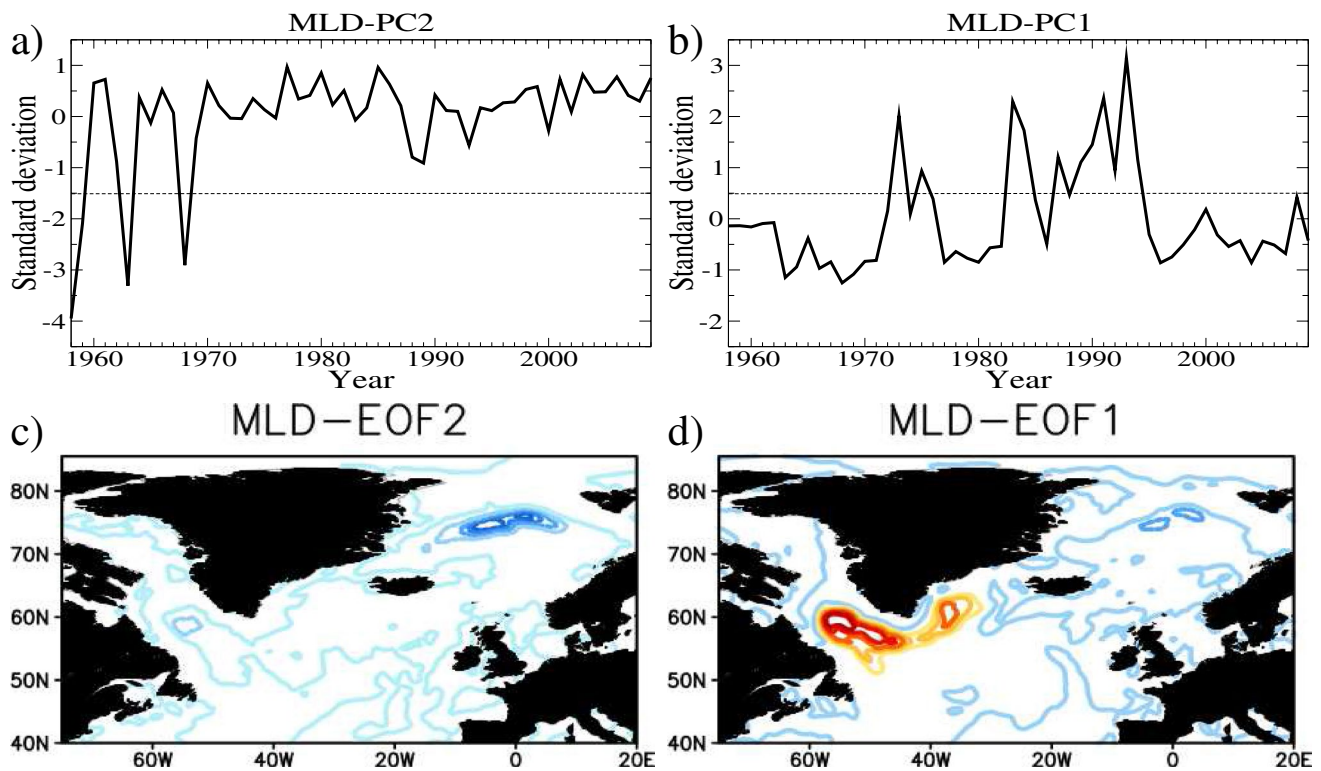 a)
MLD-PC2
Standard deviation
1
0
-1
-2
-3
-4
1960 1970 1980 1990 2000
Year
b)
MLD-PC1
Standard deviation
3
2
1
0
-1
-2
1960 1970 1980 1990 2000
Year
c)
MLD-EOF2
80N
70N
60N
50N
40N
60W 40W 20W 0 20E
d)
MLD-EOF1
80N
70N
60N
50N
40N
60W 40W 20W 0 20E